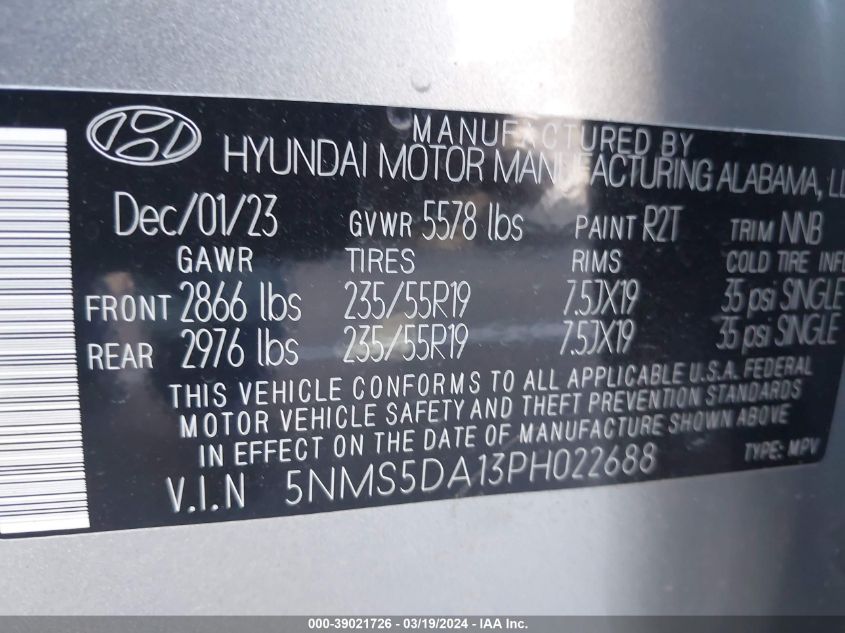 MANUFACTURED BY
HYUNDAI MOTOR MANUFACTURING ALABAMA,
Dec/01/23 GVWR 5578 lbs PAINT R2T TRIM NNB
GAWR TIRES RIMS COLD TIRE
FRONT 2866 lbs 235/55R19 7.5JX19 35 psi SINGLE
REAR 2976 lbs 235/55R19 7.5JX19 35 psi SINGLE
THIS VEHICLE CONFORMS TO ALL APPLICABLE U.S.A. FEDERAL
MOTOR VEHICLE SAFETY AND THEFT PREVENTION STANDARDS
IN EFFECT ON THE DATE OF MANUFACTURE SHOWN ABOVE
V.I.N 5NMS5DA13PH022688 TYPE: MPV
000-39021726 - 03/19/2024 - IAA Inc.